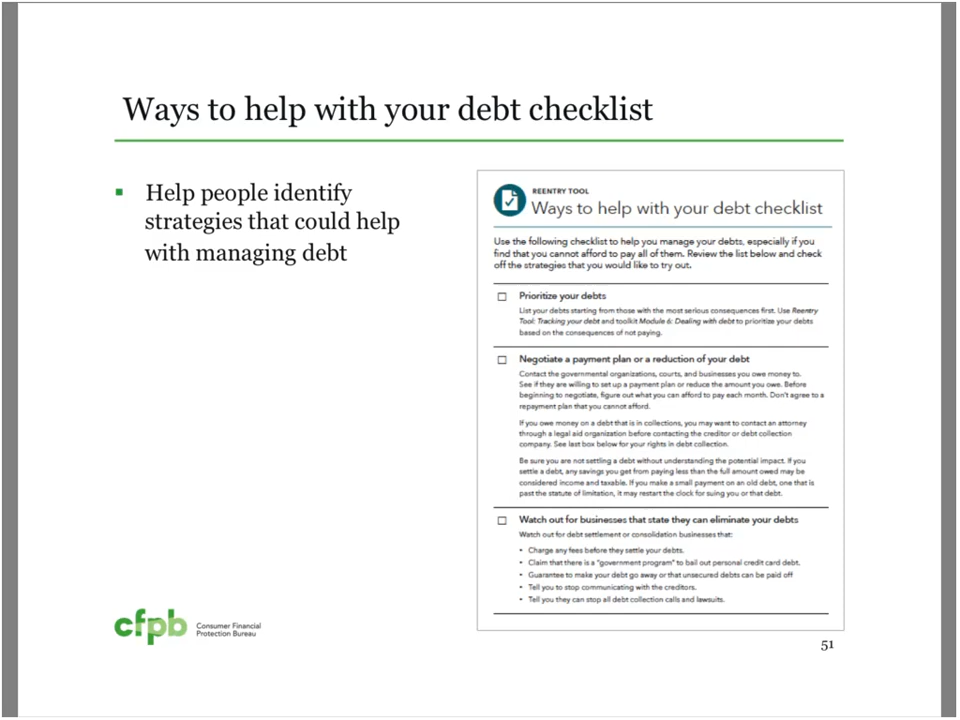 Ways to help with your debt checklist
▪ Help people identify
strategies that could help
with managing debt
REENTRY TOOL
Ways to help with your debt checklist
Use the following checklist to help you manage your debts, especially if you
find that you cannot afford to pay all of them. Review the list below and check
off the strategies that you would like to try out.
Prioritize your debts
List your debts starting from those with the most serious consequences first. Use Reentry
Tool: Tracking your debt and toolkit Module 6: Dealing with debt to prioritize your debts
based on the consequences of not paying.
Negotiate a payment plan or a reduction of your debt
Contact the governmental organizations, courts, and businesses you owe money to.
See if they are willing to set up a payment plan or reduce the amount you owe. Before
beginning to negotiate, figure out what you can afford to pay each month. Don't agree to a
repayment plan that you cannot afford.
If you owe money on a debt that is in collections, you may want to contact an attorney
through a legal aid organization before contacting the creditor or debt collection
company. See last box below for your rights in debt collection.
Be sure you are not settling a debt without understanding the potential impact. If you
settle a debt, any savings you get from paying less than the full amount owed may be
considered income and taxable. If you make a small payment on an old debt, one that is
past the statute of limitation, it may restart the clock for suing you or that debt.
Watch out for businesses that state they can eliminate your debts
Watch out for debt settlement or consolidation businesses that:
• Charge any fees before they settle your debts.
• Claim that there is a "government program" to bail out personal credit card debt.
• Guarantee to make your debt go away or that unsecured debts can be paid off
• Tell you to stop communicating with the creditors.
• Tell you they can stop all debt collection calls and lawsuits.
cfpb Consumer Financial
Protection Bureau
51